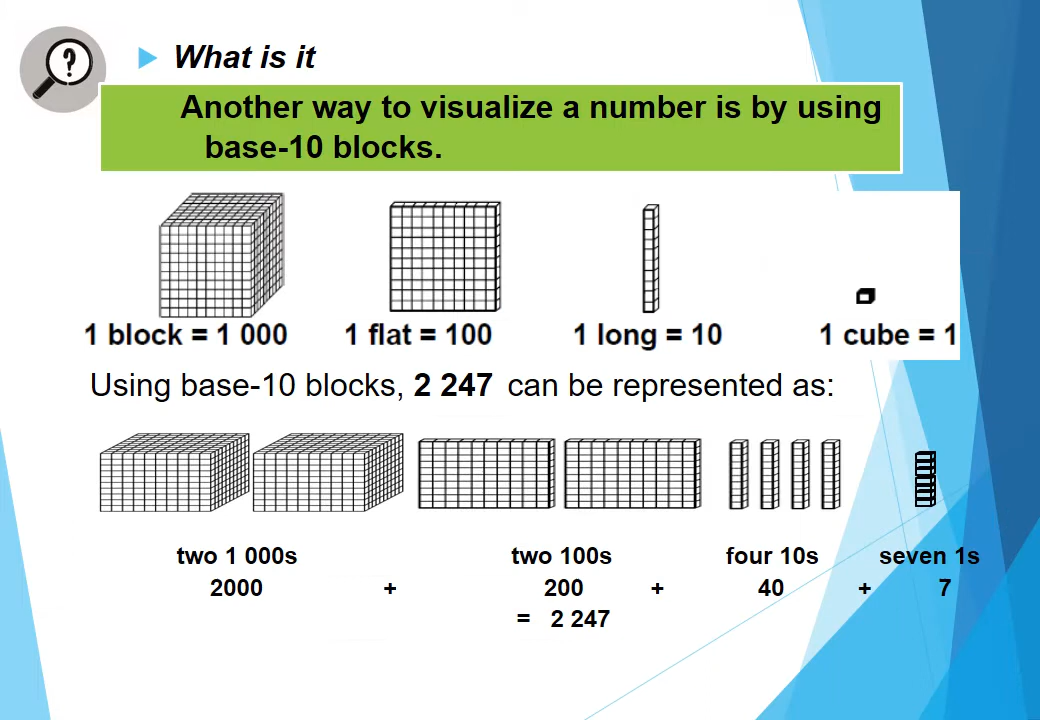 ?
What is it
Another way to visualize a number is by using
base-10 blocks.
1 block = 1 000 1 flat = 100 1 long = 10 1 cube = 1
Using base-10 blocks, 2 247 can be represented as:
two 1 000s two 100s four 10s seven 1s
2000 + 200 + 40 + 7
= 2 247